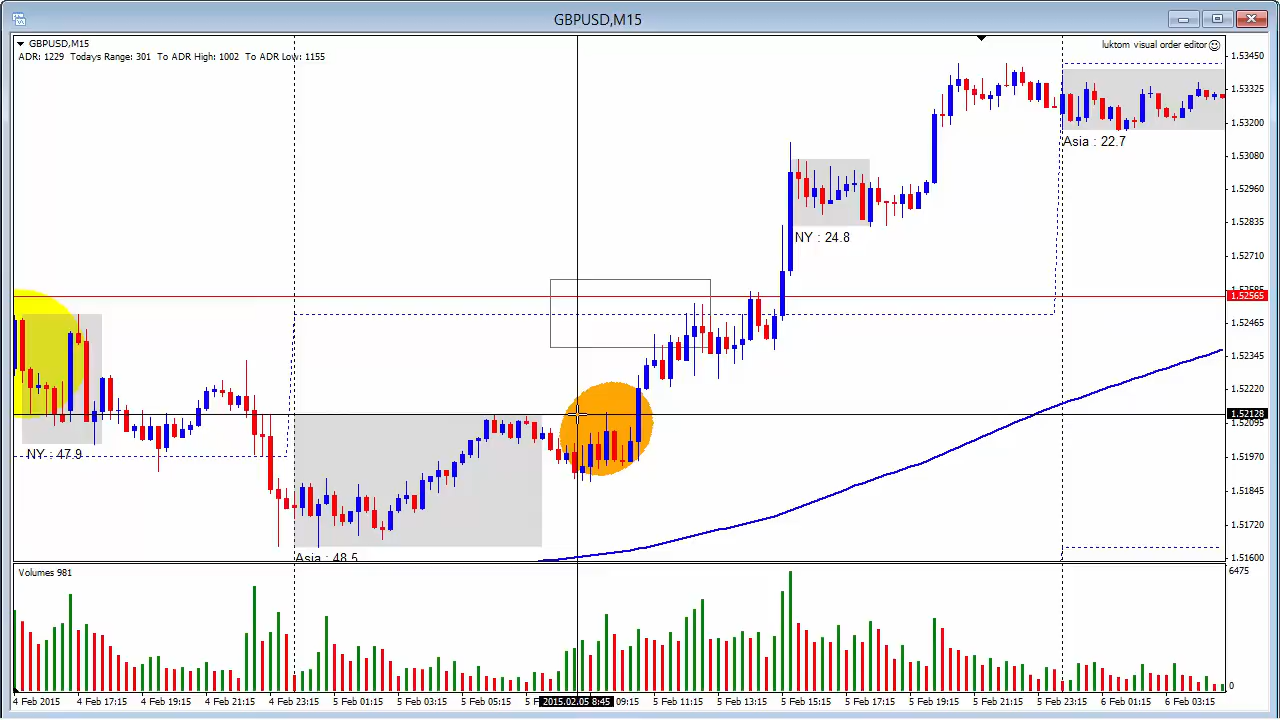 GBPUSD,M15
GBPUSD,M15
luktom visual order editor
ADR: 1229 Todays Range: 301 To ADR High: 1002 To ADR Low: 1155
1.53450
1.53325
1.53200
1.53080
1.52960
1.52835
1.52710
1.52565
1.52465
1.52345
1.52220
1.52128
1.52095
1.51970
1.51845
1.51720
1.51600
Asia : 22.7
NY : 24.8
NY : 47.9
Asia : 48.5
Volumes 981
6475
0
4 Feb 2015
4 Feb 17:15
4 Feb 19:15
4 Feb 21:15
4 Feb 23:15
5 Feb 01:15
5 Feb 03:15
5 Feb 05:15
2015.02.05 8:45
09:15
5 Feb 11:15
5 Feb 13:15
5 Feb 15:15
5 Feb 17:15
5 Feb 19:15
5 Feb 21:15
5 Feb 23:15
6 Feb 01:15
6 Feb 03:15